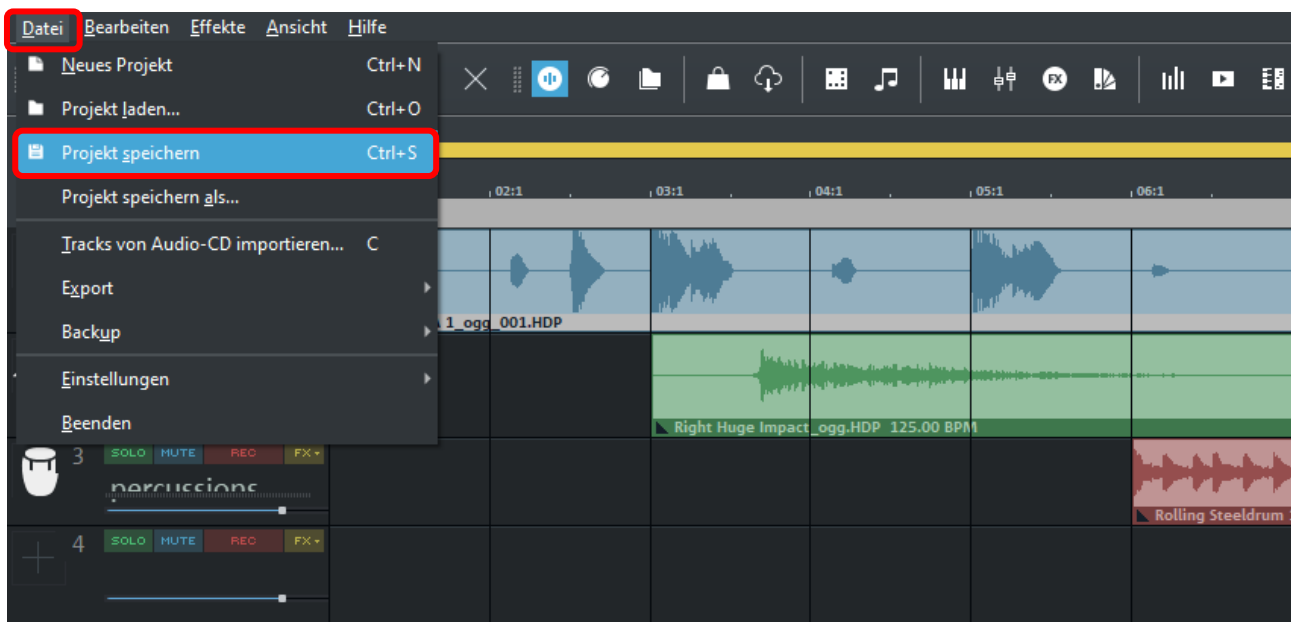 Datei Bearbeiten Effekte Ansicht Hilfe
Neues Projekt Ctrl+N
Projekt laden... Ctrl+O
Projekt speichern Ctrl+S
Projekt speichern als...
Tracks von Audio-CD importieren... C
Export
Backup
Einstellungen
Beenden
FX
02:1 03:1 04:1 05:1 06:1
1_ogg_001.HDP
Right Huge Impact_ogg.HDP 125.00 BPM
3 SOLO MUTE REC FX
percussions
Rolling Steeldrum
4 SOLO MUTE REC FX